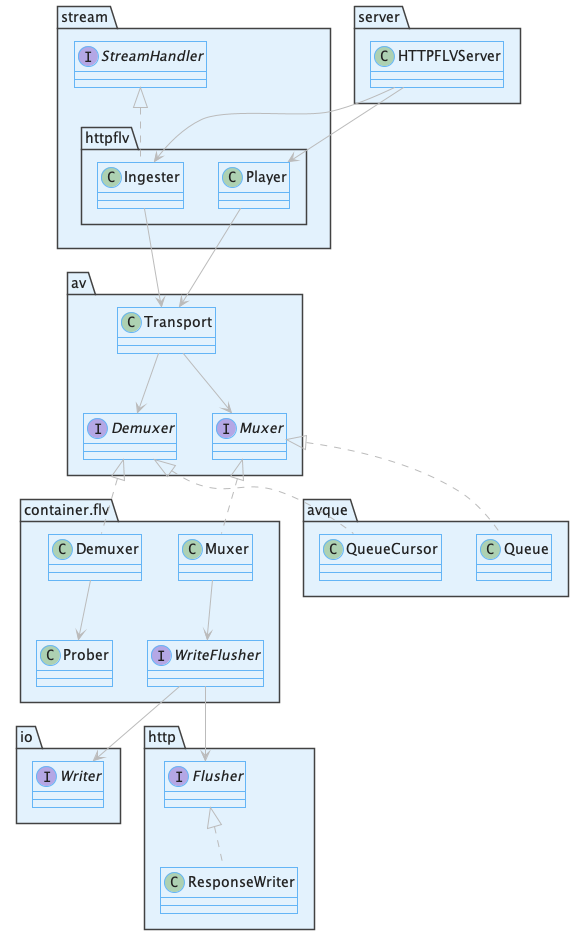 stream
server
I StreamHandler
C HTTPFLVServer
httpflv
C Ingester
C Player
av
C Transport
I Demuxer
I Muxer
container.flv
avque
C Demuxer
C Muxer
C QueueCursor
C Queue
C Prober
I WriteFlusher
io
http
I Writer
I Flusher
C ResponseWriter